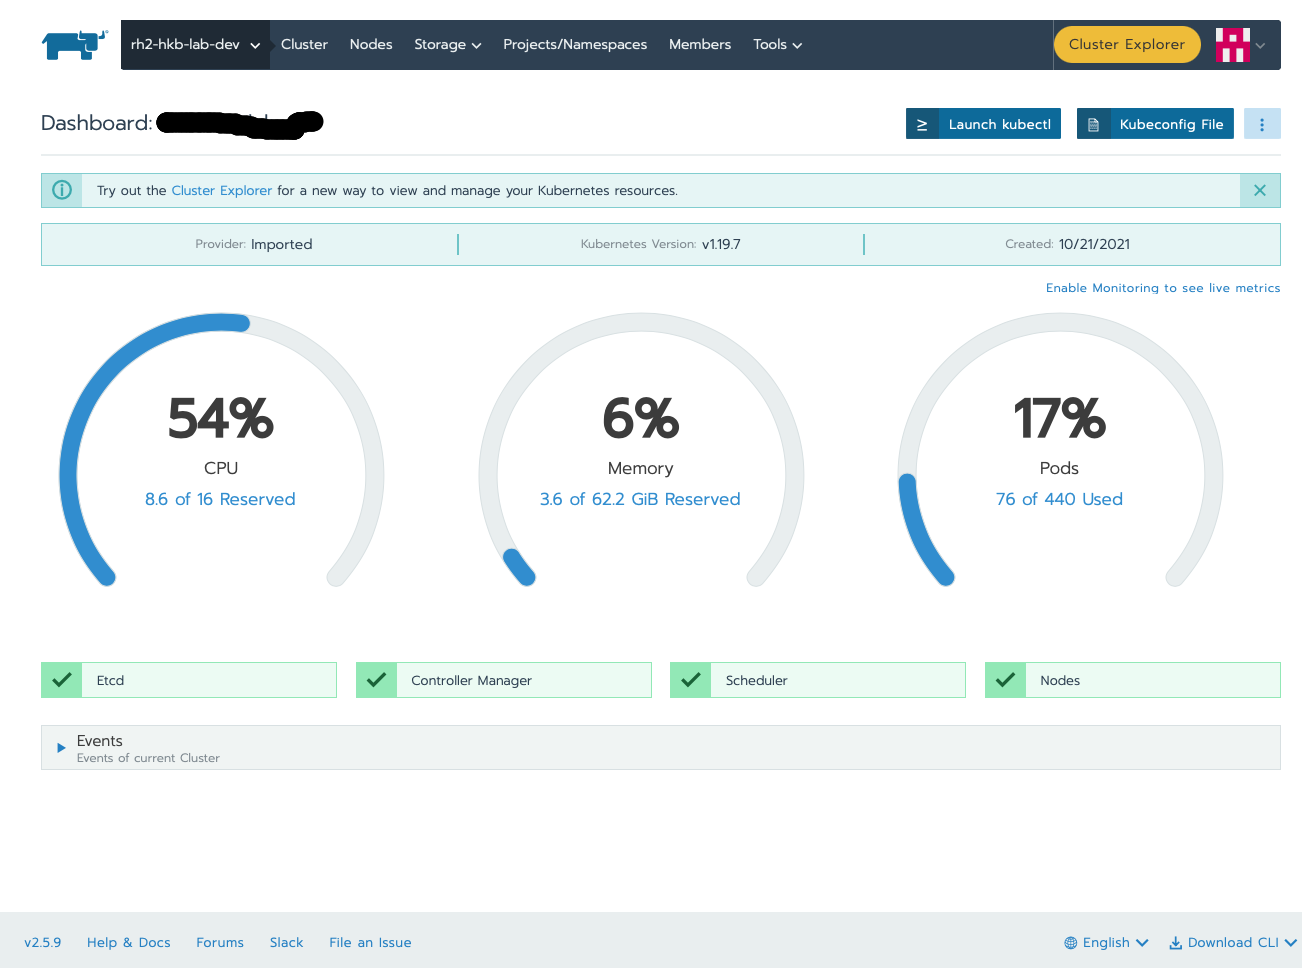 rh2-hkb-lab-dev Cluster Nodes Storage Projects/Namespaces Members Tools Cluster Explorer
Dashboard: Launch kubectl Kubeconfig File
Try out the Cluster Explorer for a new way to view and manage your Kubernetes resources.
Provider: Imported Kubernetes Version: v1.19.7 Created: 10/21/2021
Enable Monitoring to see live metrics
54%
CPU
8.6 of 16 Reserved
6%
Memory
3.6 of 62.2 GiB Reserved
17%
Pods
76 of 440 Used
Etcd Controller Manager Scheduler Nodes
Events
Events of current Cluster
v2.5.9 Help & Docs Forums Slack File an Issue English Download CLI